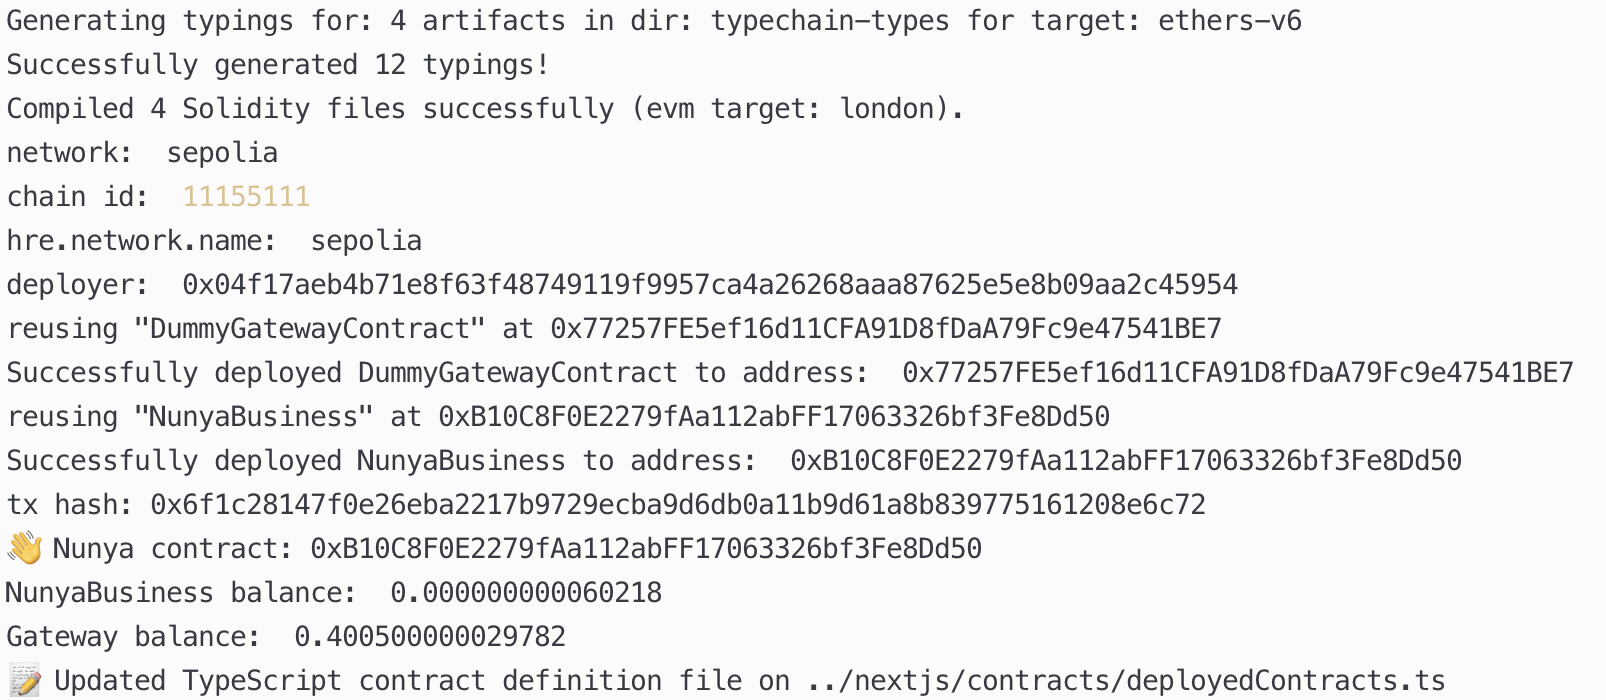 Generating typings for: 4 artifacts in dir: typechain-types for target: ethers-v6
Successfully generated 12 typings!
Compiled 4 Solidity files successfully (evm target: london).
network:  sepolia
chain id:  11155111
hre.network.name:  sepolia
deployer:  0x04f17aeb4b71e8f63f48749119f9957ca4a26268aaa87625e5e8b09aa2c45954
reusing "DummyGatewayContract" at 0x77257FE5ef16d11CFA91D8fDaA79Fc9e47541BE7
Successfully deployed DummyGatewayContract to address:  0x77257FE5ef16d11CFA91D8fDaA79Fc9e47541BE7
reusing "NunyaBusiness" at 0xB10C8F0E2279fAa112abFF17063326bf3Fe8Dd50
Successfully deployed NunyaBusiness to address:  0xB10C8F0E2279fAa112abFF17063326bf3Fe8Dd50
tx hash: 0x6f1c28147f0e26eba2217b9729ecba9d6db0a11b9d61a8b839775161208e6c72
👋 Nunya contract: 0xB10C8F0E2279fAa112abFF17063326bf3Fe8Dd50
NunyaBusiness balance:  0.000000000060218
Gateway balance:  0.400500000029782
📝 Updated TypeScript contract definition file on ../nextjs/contracts/deployedContracts.ts